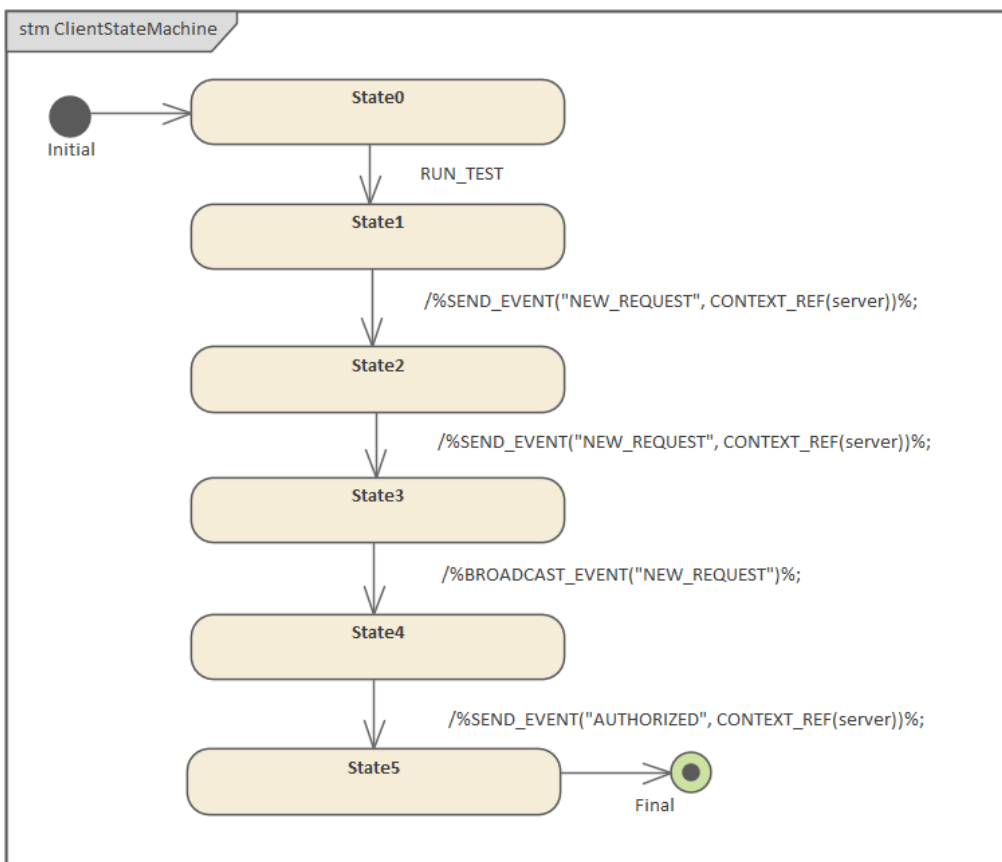 stm ClientStateMachine
State0
Initial
RUN_TEST
State1
/%SEND_EVENT("NEW_REQUEST", CONTEXT_REF(server))%;
State2
/%SEND_EVENT("NEW_REQUEST", CONTEXT_REF(server))%;
State3
/%BROADCAST_EVENT("NEW_REQUEST")%;
State4
/%SEND_EVENT("AUTHORIZED", CONTEXT_REF(server))%;
State5
Final